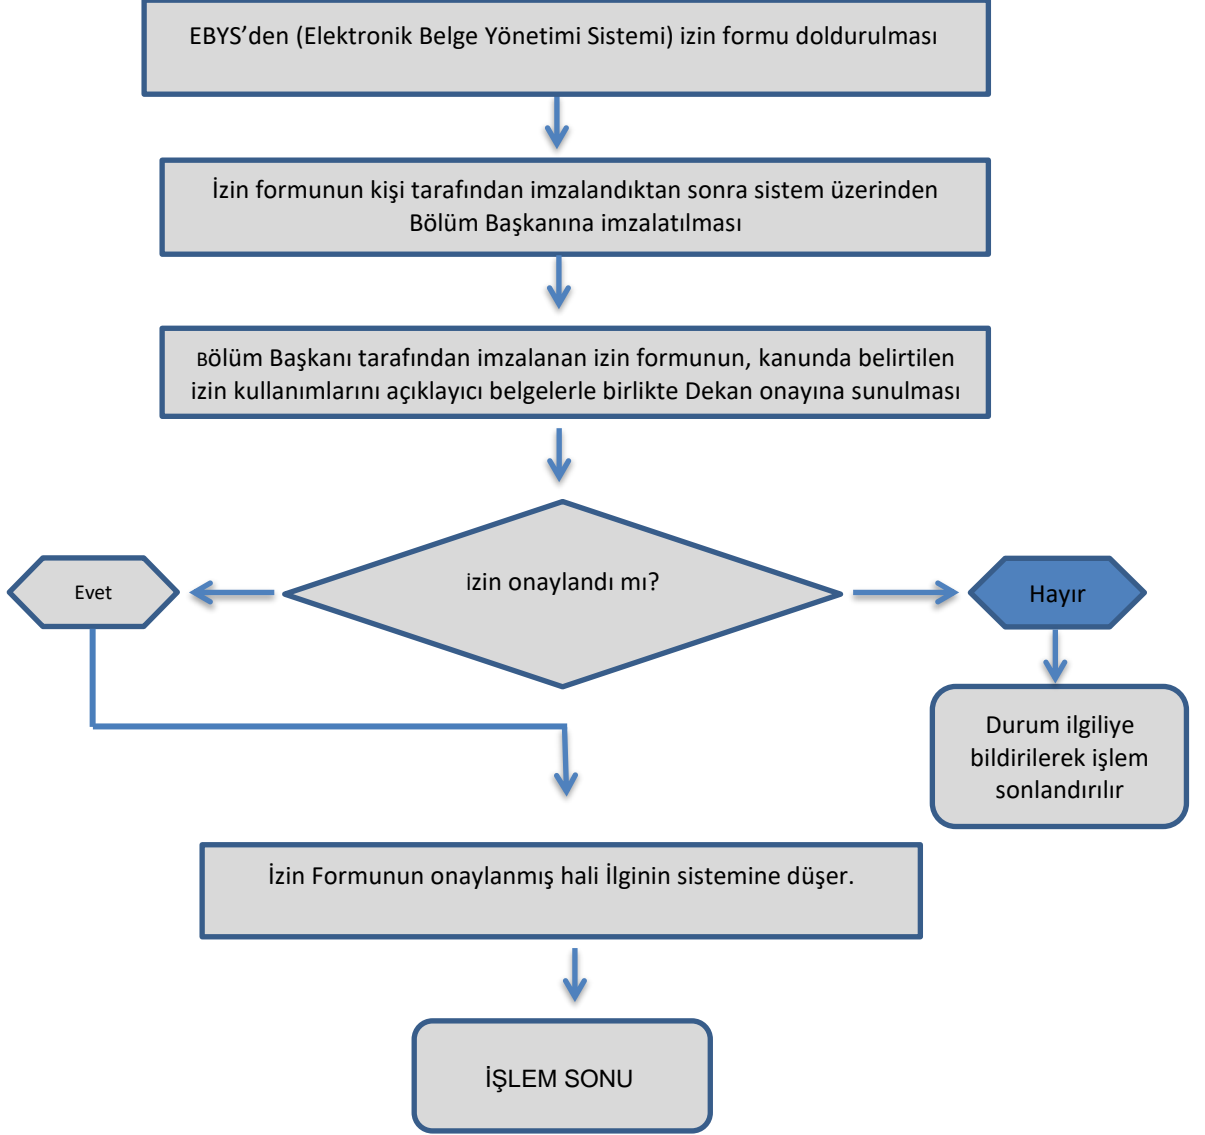 EBYS’den (Elektronik Belge Yönetimi Sistemi) izin formu doldurulması
İzin formunun kişi tarafından imzalandıktan sonra sistem üzerinden
Bölüm Başkanına imzalatılması
Bölüm Başkanı tarafından imzalanan izin formunun, kanunda belirtilen
izin kullanımlarını açıklayıcı belgelerle birlikte Dekan onayına sunulması
izin onaylandı mı?
Evet
Hayır
Durum ilgiliye
bildirilerek işlem
sonlandırılır
İzin Formunun onaylanmış hali İlginin sistemine düşer.
İŞLEM SONU